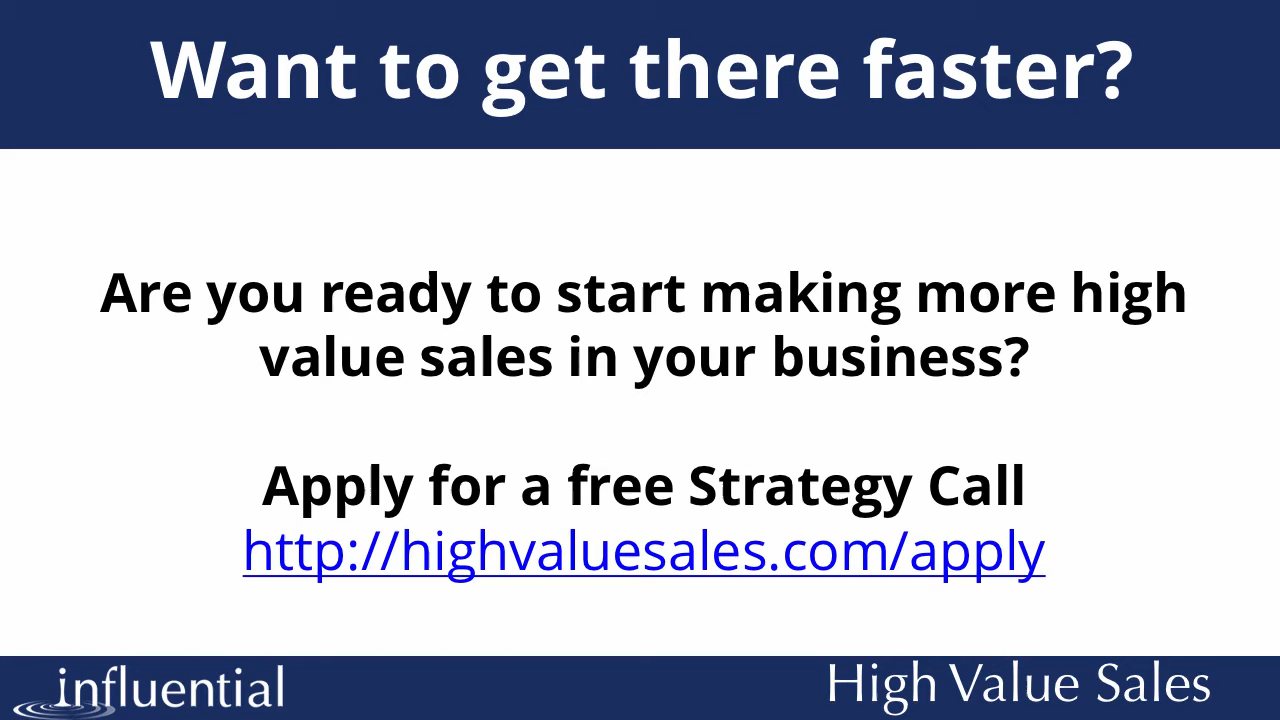 Want to get there faster?
Are you ready to start making more high
value sales in your business?
Apply for a free Strategy Call
http://highvaluesales.com/apply
influential
High Value Sales